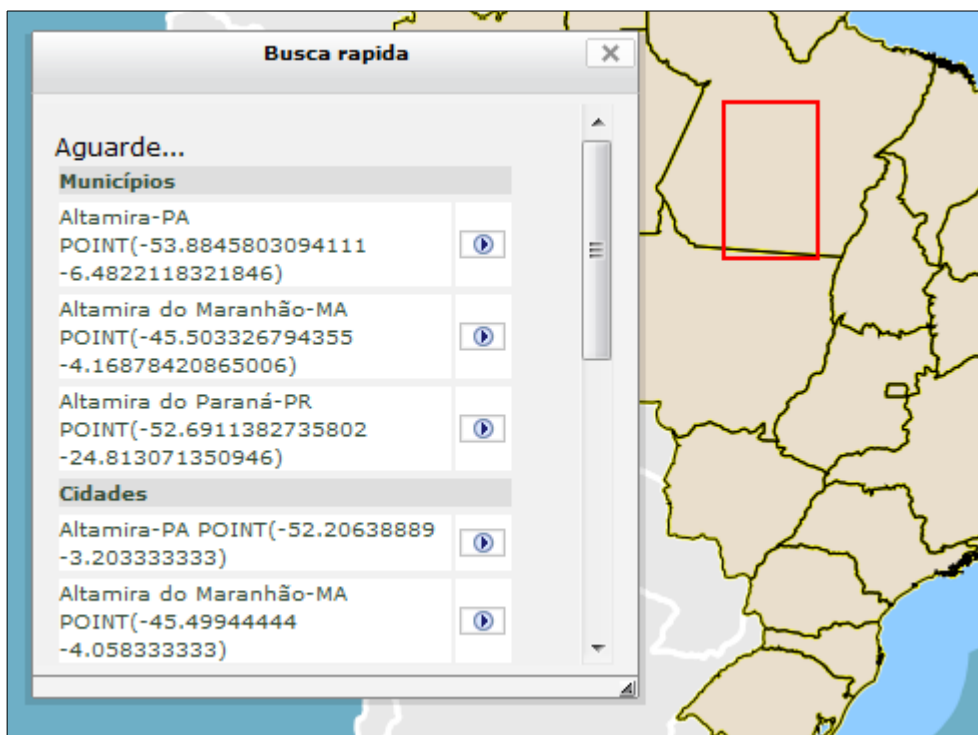 Busca rapida
Aguarde...
Municípios
Altamira-PA
POINT(-53.8845803094111
-6.4822118321846)
Altamira do Maranhão-MA
POINT(-45.503326794355
-4.16878420865006)
Altamira do Paraná-PR
POINT(-52.6911382735802
-24.813071350946)
Cidades
Altamira-PA POINT(-52.20638889
-3.203333333)
Altamira do Maranhão-MA
POINT(-45.49944444
-4.058333333)